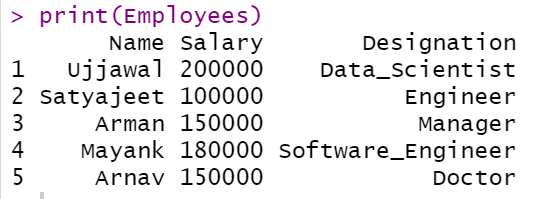 > print(Employees)
Name Salary Designation
1 Ujjawal 200000 Data_Scientist
2 Satyajeet 100000 Engineer
3 Arman 150000 Manager
4 Mayank 180000 Software_Engineer
5 Arnav 150000 Doctor